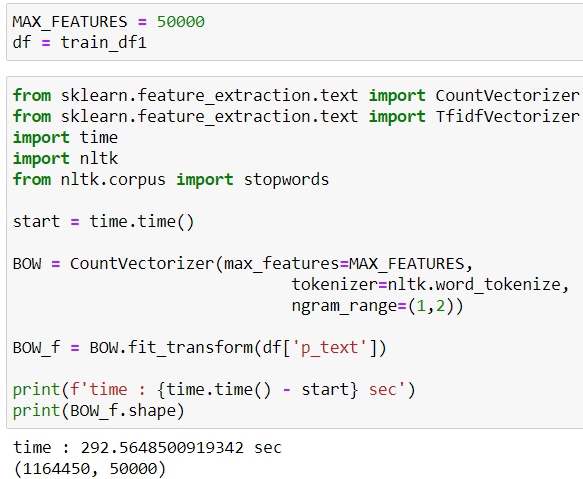 MAX_FEATURES = 50000
df = train_df1
from sklearn.feature_extraction.text import CountVectorizer
from sklearn.feature_extraction.text import TfidfVectorizer
import time
import nltk
from nltk.corpus import stopwords
start = time.time()
BOW = CountVectorizer(max_features=MAX_FEATURES,
tokenizer=nltk.word_tokenize,
ngram_range=(1,2))
BOW_f = BOW.fit_transform(df['p_text'])
print(f'time : {time.time() - start} sec')
print(BOW_f.shape)
time : 292.5648500919342 sec
(1164450, 50000)